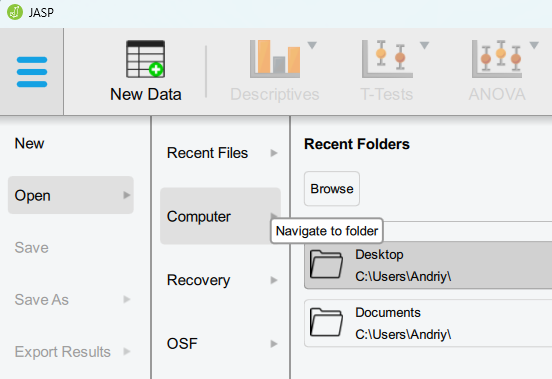 JASP
New Data
Descriptives
T-Tests
ANOVA
New
Open
Save
Save As
Export Results
Recent Files
Computer
Recovery
OSF
Recent Folders
Browse
Navigate to folder
Desktop
C:\Users\Andriy\
Documents
C:\Users\Andriy\